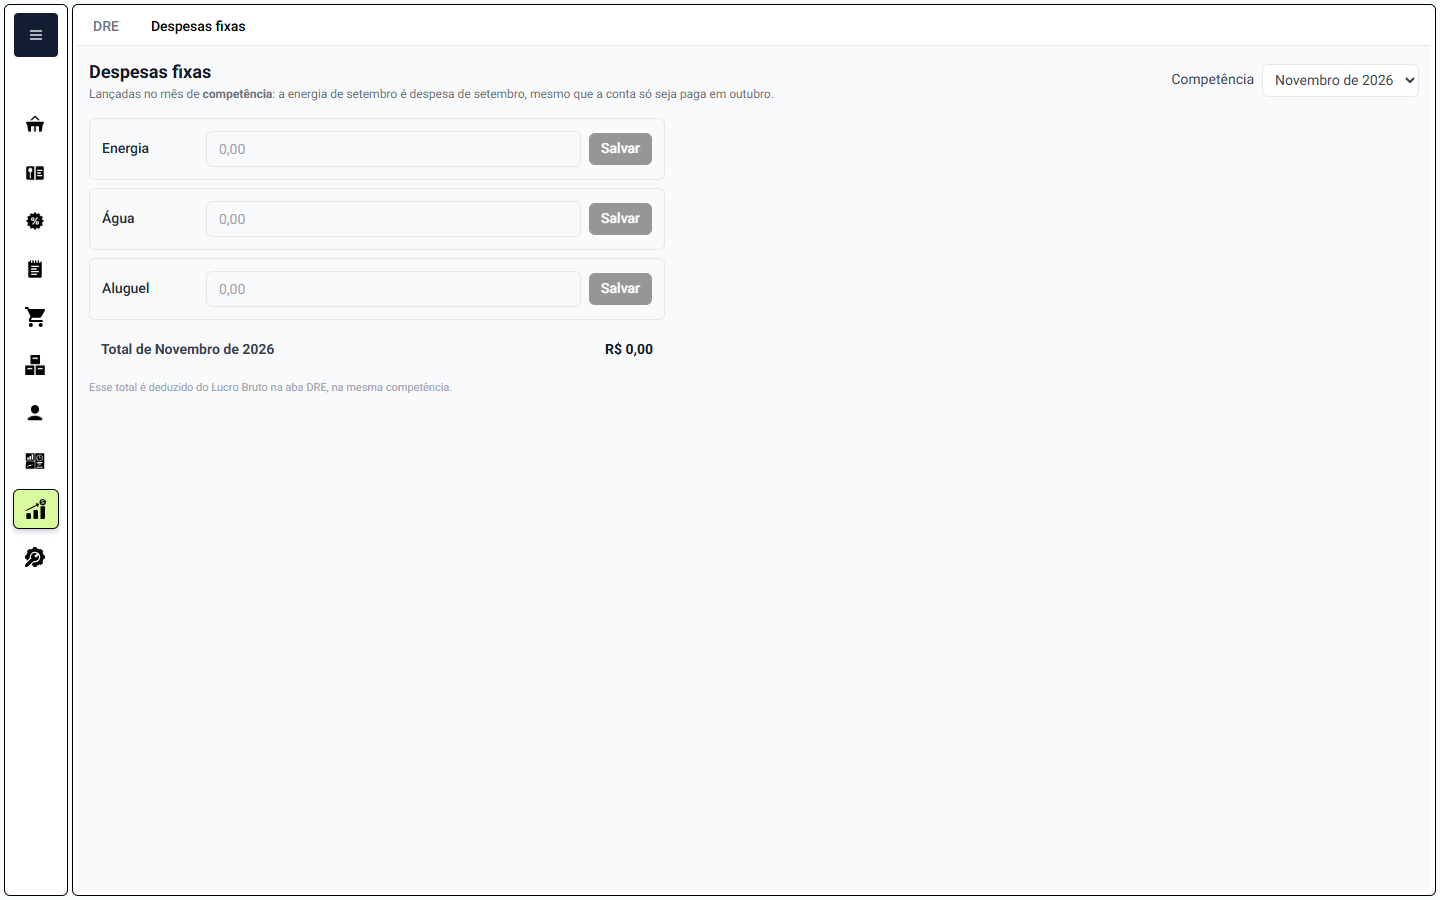 DRE Despesas fixas
Despesas fixas
Lançadas no mês de competência: a energia de setembro é despesa de setembro, mesmo que a conta só seja paga em outubro.
Competência Novembro de 2026
Energia 0,00 Salvar
Água 0,00 Salvar
Aluguel 0,00 Salvar
Total de Novembro de 2026 R$ 0,00
Esse total é deduzido do Lucro Bruto na aba DRE, na mesma competência.